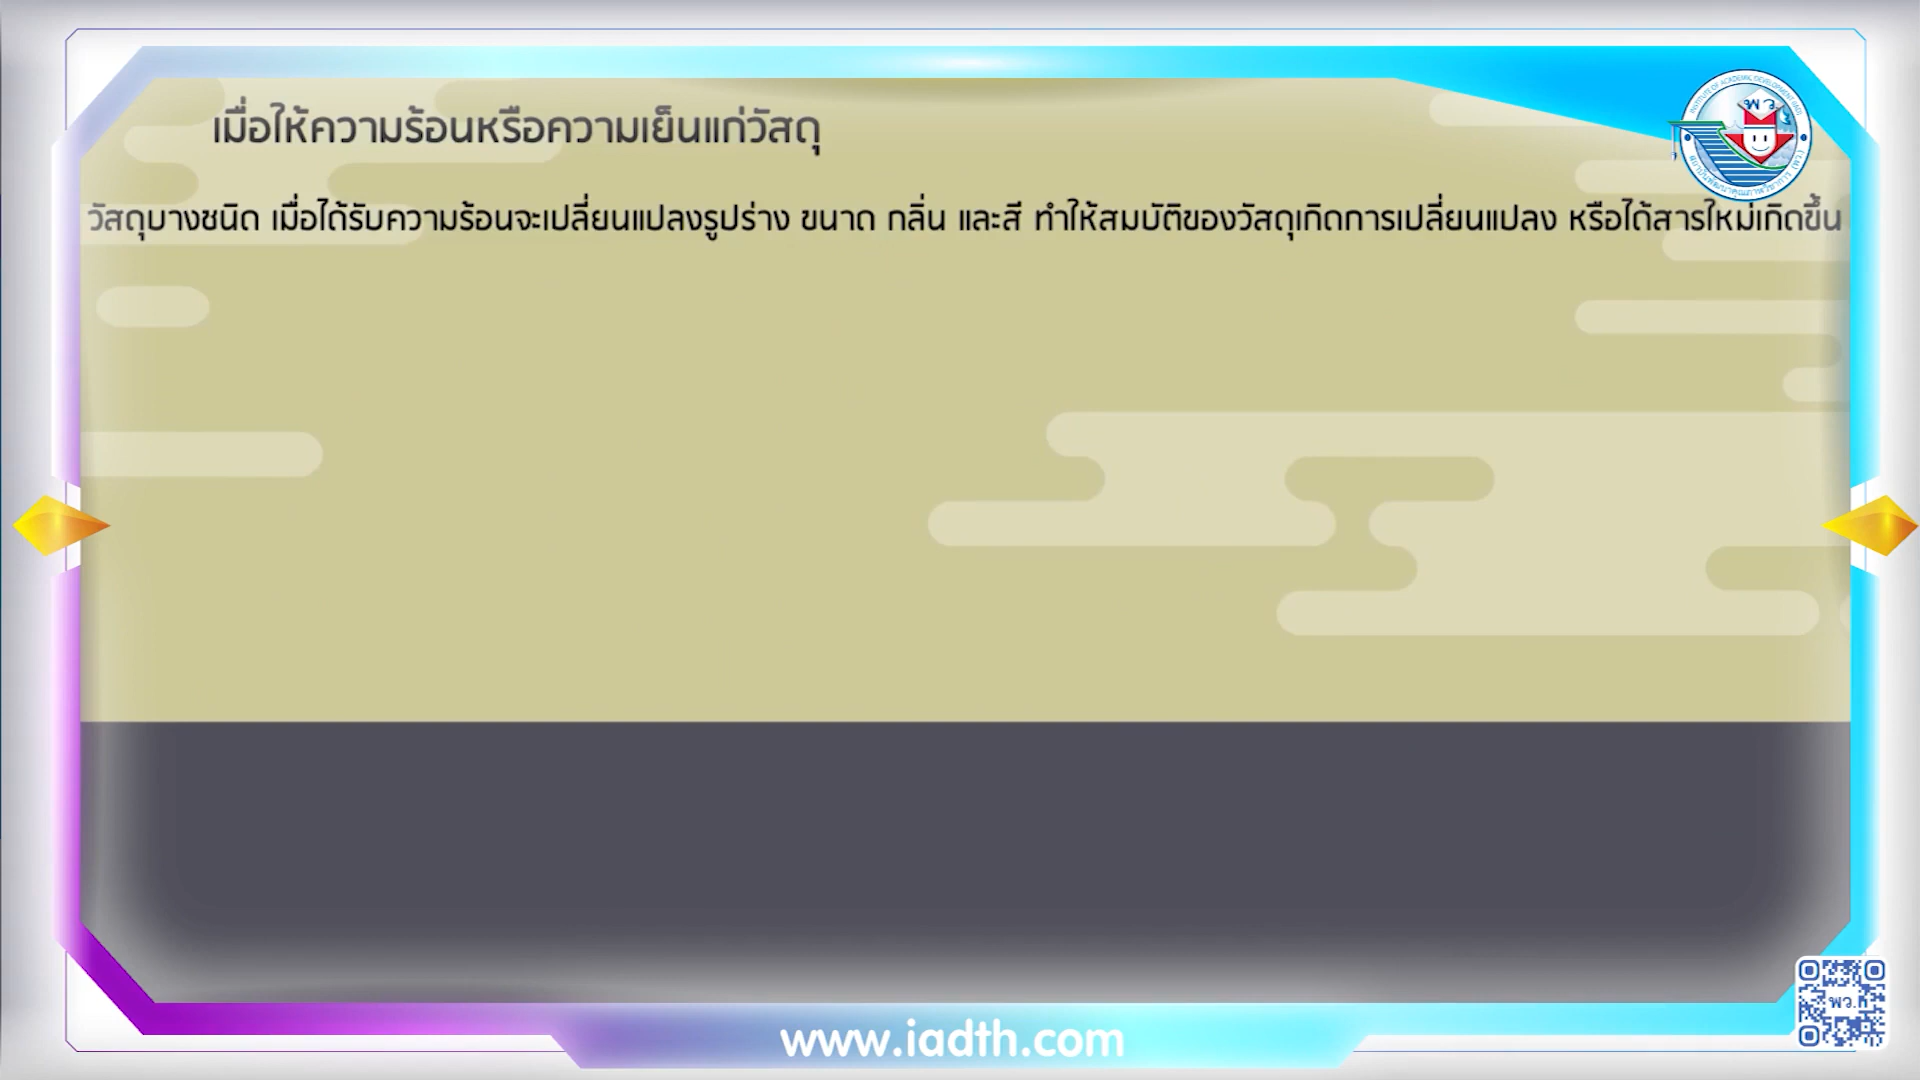 เมื่อให้ความร้อนหรือความเย็นแก่วัสดุ
พว
วัสดุบางชนิด เมื่อได้รับความร้อนจะเปลี่ยนแปลงรูปร่าง ขนาด กลิ่น และสี ทำให้สมบัติของวัสดุเกิดการเปลี่ยนแปลง หรือได้สารใหม่เกิดขึ้น
พว.
www.iadth.com